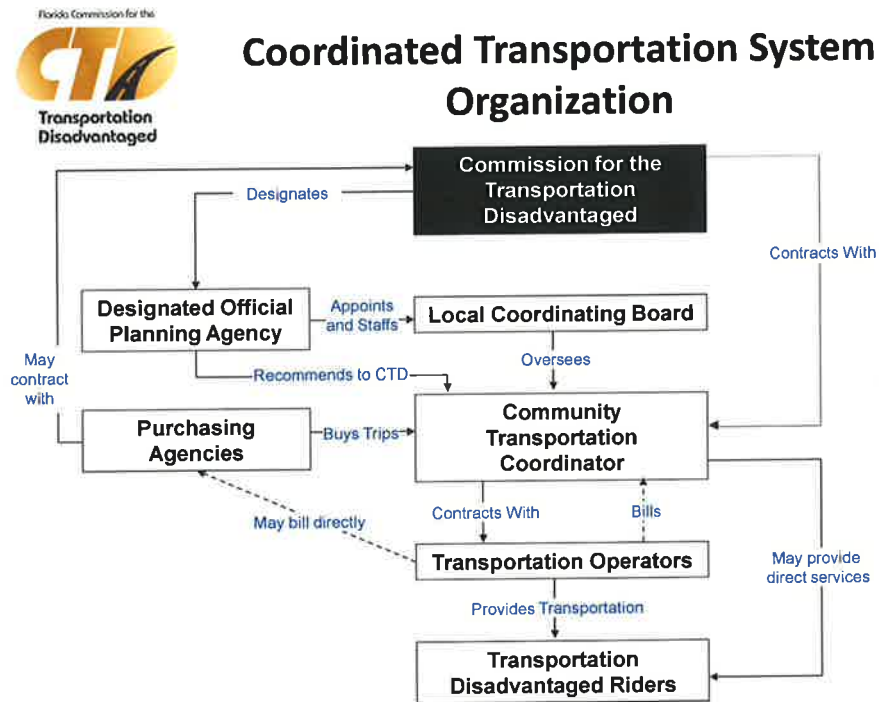 Florida Commission for the
CTD
Transportation
Disadvantaged
Coordinated Transportation System
Organization
Commission for the
Transportation
Disadvantaged
Designates
Contracts With
Designated Official
Planning Agency
Appoints
and Staffs
Local Coordinating Board
May
contract
with
Recommends to CTD
Oversees
Purchasing
Agencies
Buys Trips
Community
Transportation
Coordinator
May bill directly
Contracts With
Bills
Transportation Operators
May provide
direct services
Provides Transportation
Transportation
Disadvantaged Riders